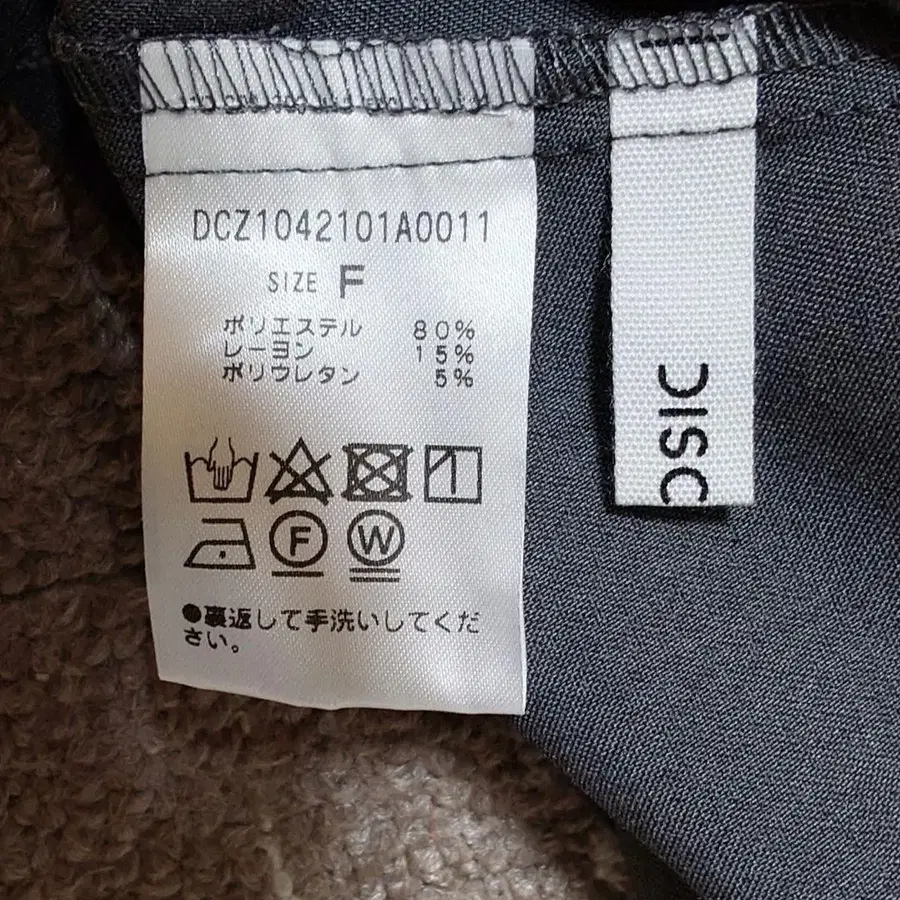 DCZ1042101A0011
SIZE F
ポリエステル 80%
レーヨン 15%
ポリウレタン 5%
F W
●裏返して手洗いしてくだ
さい。